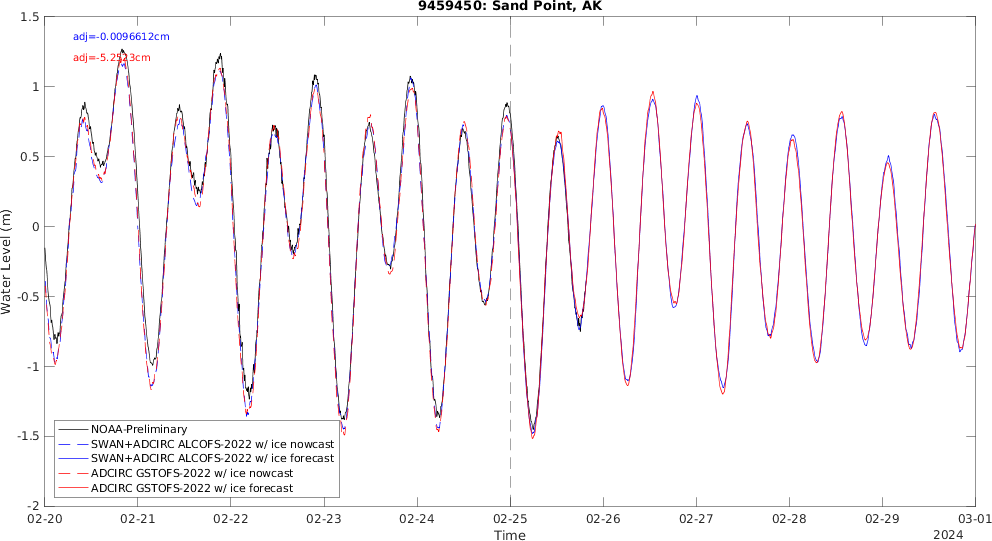 9459450: Sand Point, AK
adj=-0.0096612cm
adj=-5.2523cm
Water Level (m)
1.5
1
0.5
0
-0.5
-1
-1.5
-2
NOAA-Preliminary
SWAN+ADCIRC ALCOFS-2022 w/ ice nowcast
SWAN+ADCIRC ALCOFS-2022 w/ ice forecast
ADCIRC GSTOFS-2022 w/ ice nowcast
ADCIRC GSTOFS-2022 w/ ice forecast
02-20 02-21 02-22 02-23 02-24 02-25 02-26 02-27 02-28 02-29 03-01
Time
2024